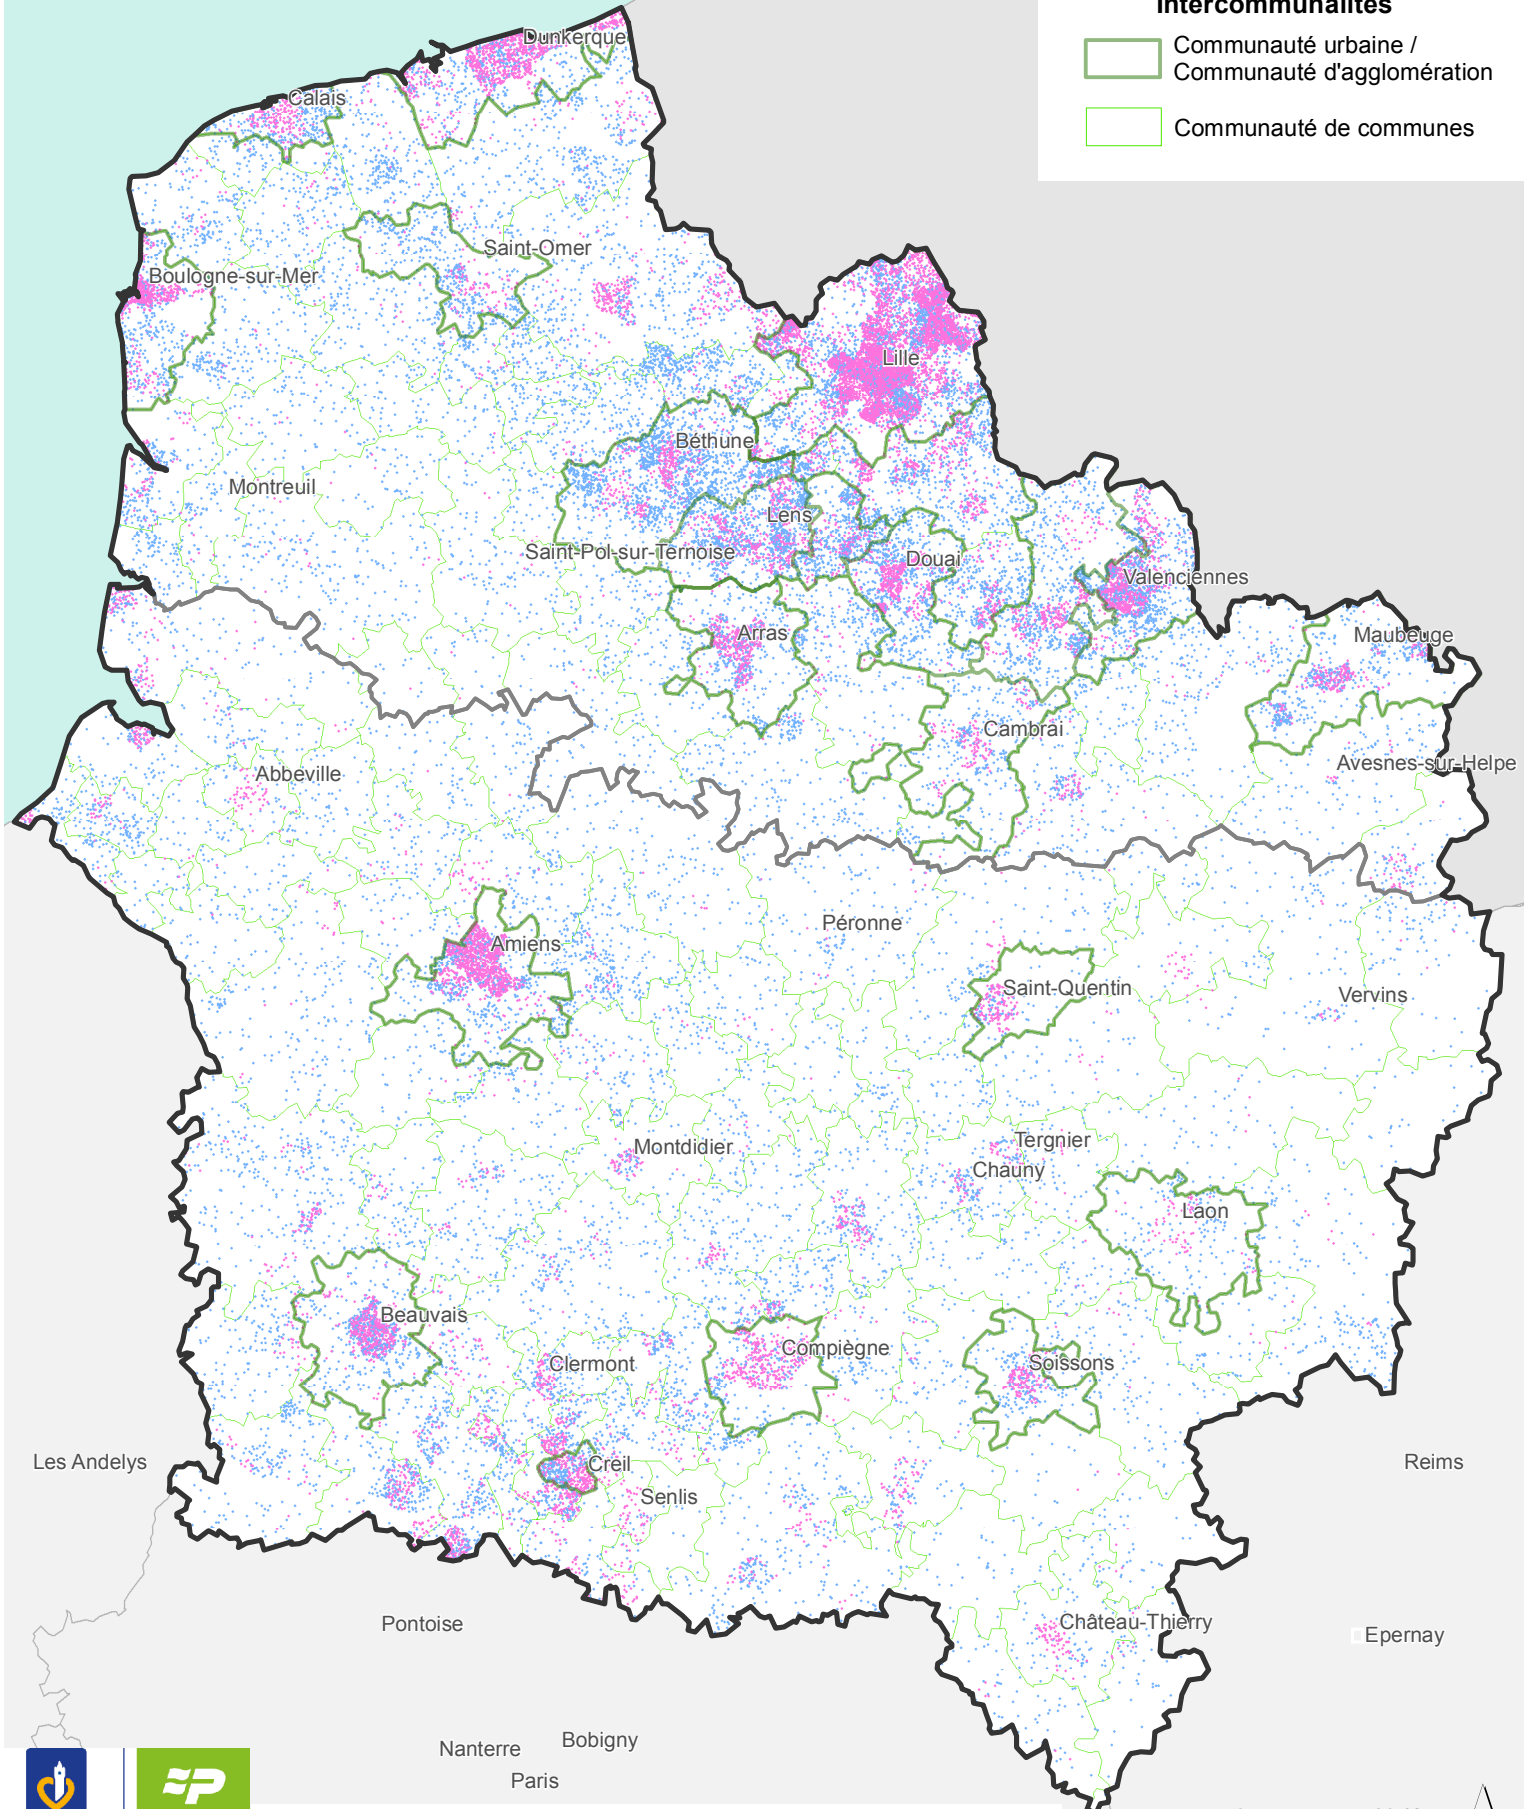 Intercommunalités
Communauté urbaine /
Communauté d'agglomération
Communauté de communes
Dunkerque
Calais
Saint-Omer
Boulogne-sur-Mer
Lille
Béthune
Montreuil
Lens
Saint-Pol-sur-Ternoise
Douai
Valenciennes
Arras
Maubeuge
Cambrai
Avesnes-sur-Helpe
Abbeville
Péronne
Amiens
Saint-Quentin
Vervins
Montdidier
Tergnier
Chauny
Laon
Beauvais
Compiègne
Clermont
Soissons
Les Andelys
Creil
Reims
Senlis
Pontoise
Château-Thierry
Epernay
Nanterre
Bobigny
Paris